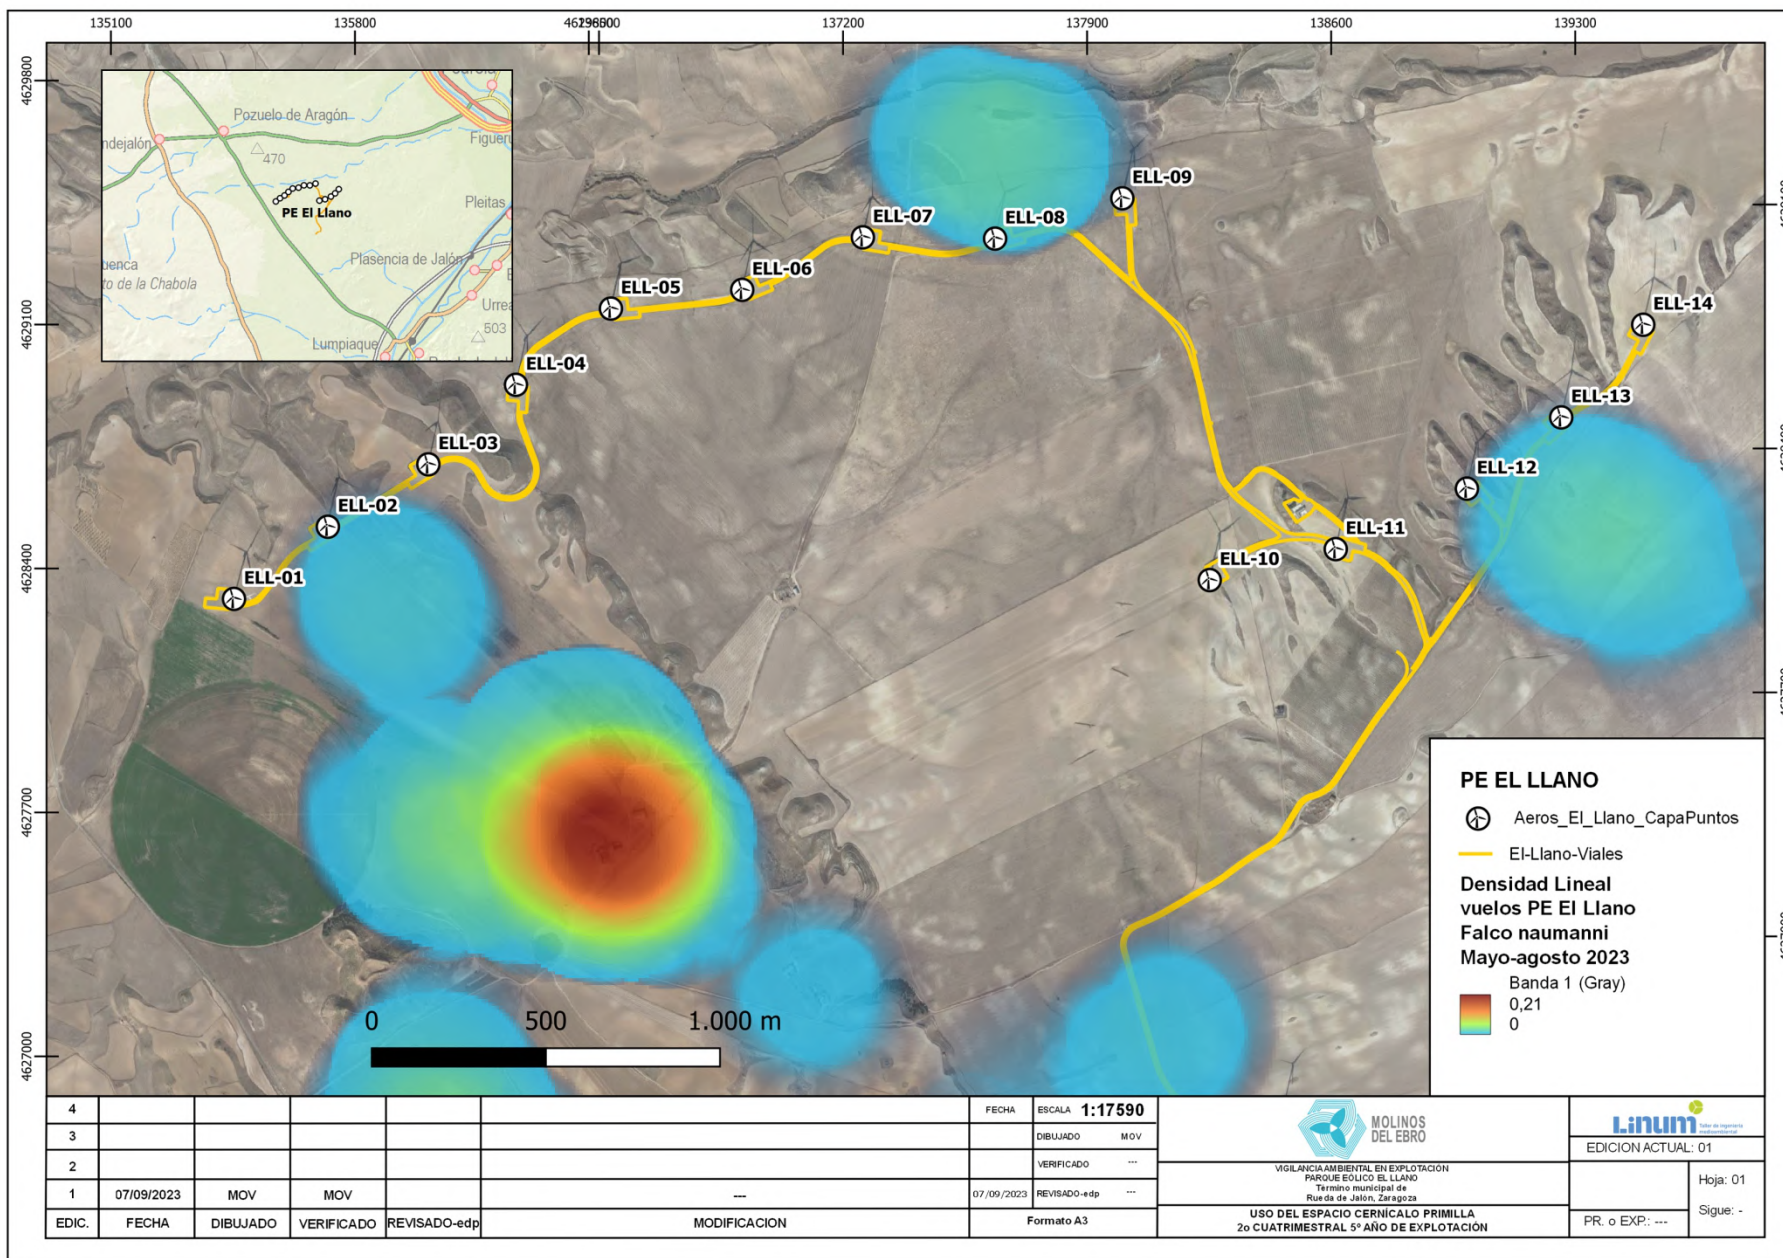 135100
135800
137200
137900
138600
139300
4629800
4629100
4628400
4627700
4627000
Pozuelo de Aragón
470
ndejalón
Figueru
PE El Llano
Pleitas
Plasencia de Jalón
uenca
to de la Chabola
Urrea
503
Lumpiaque
ELL-09
ELL-07
ELL-08
ELL-06
ELL-05
ELL-14
ELL-04
ELL-13
ELL-03
ELL-12
ELL-02
ELL-11
ELL-10
ELL-01
PE EL LLANO
Aeros_El_Llano_CapaPuntos
El-Llano-Viales
Densidad Lineal
vuelos PE El Llano
Falco naumanni
Mayo-agosto 2023
Banda 1 (Gray)
0,21
0
0 500 1.000 m
4
3
2
1 07/09/2023 MOV MOV --- 07/09/2023
EDIC. FECHA DIBUJADO VERIFICADO REVISADO-edp MODIFICACION Formato A3
FECHA ESCALA 1:17590
DIBUJADO MOV
VERIFICADO ---
REVISADO-edp ---
MOLINOS
DEL EBRO
VIGILANCIA AMBIENTAL EN EXPLOTACIÓN
PARQUE EÓLICO EL LLANO
Término municipal de
Rueda de Jalón, Zaragoza
USO DEL ESPACIO CERNÍCALO PRIMILLA
2o CUATRIMESTRAL 5º AÑO DE EXPLOTACIÓN
Linum
Taller de ingeniería
medioambiental
EDICION ACTUAL: 01
Hoja: 01
Sigue: -
PR. o EXP.: ---